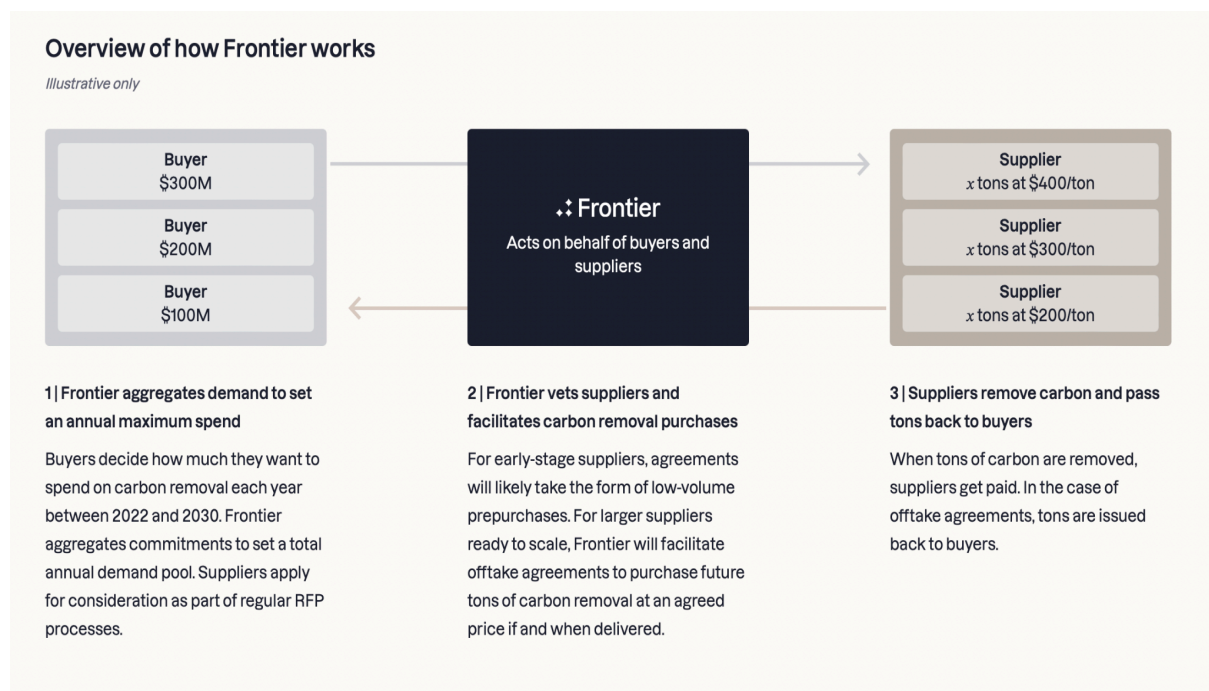 Overview of how Frontier works
Illustrative only
Buyer
$300M
Buyer
$200M
Buyer
$100M
Frontier
Acts on behalf of buyers and
suppliers
Supplier
x tons at $400/ton
Supplier
x tons at $300/ton
Supplier
x tons at $200/ton
1 | Frontier aggregates demand to set
an annual maximum spend
Buyers decide how much they want to
spend on carbon removal each year
between 2022 and 2030. Frontier
aggregates commitments to set a total
annual demand pool. Suppliers apply
for consideration as part of regular RFP
processes.
2 | Frontier vets suppliers and
facilitates carbon removal purchases
For early-stage suppliers, agreements
will likely take the form of low-volume
prepurchases. For larger suppliers
ready to scale, Frontier will facilitate
offtake agreements to purchase future
tons of carbon removal at an agreed
price if and when delivered.
3 | Suppliers remove carbon and pass
tons back to buyers
When tons of carbon are removed,
suppliers get paid. In the case of
offtake agreements, tons are issued
back to buyers.